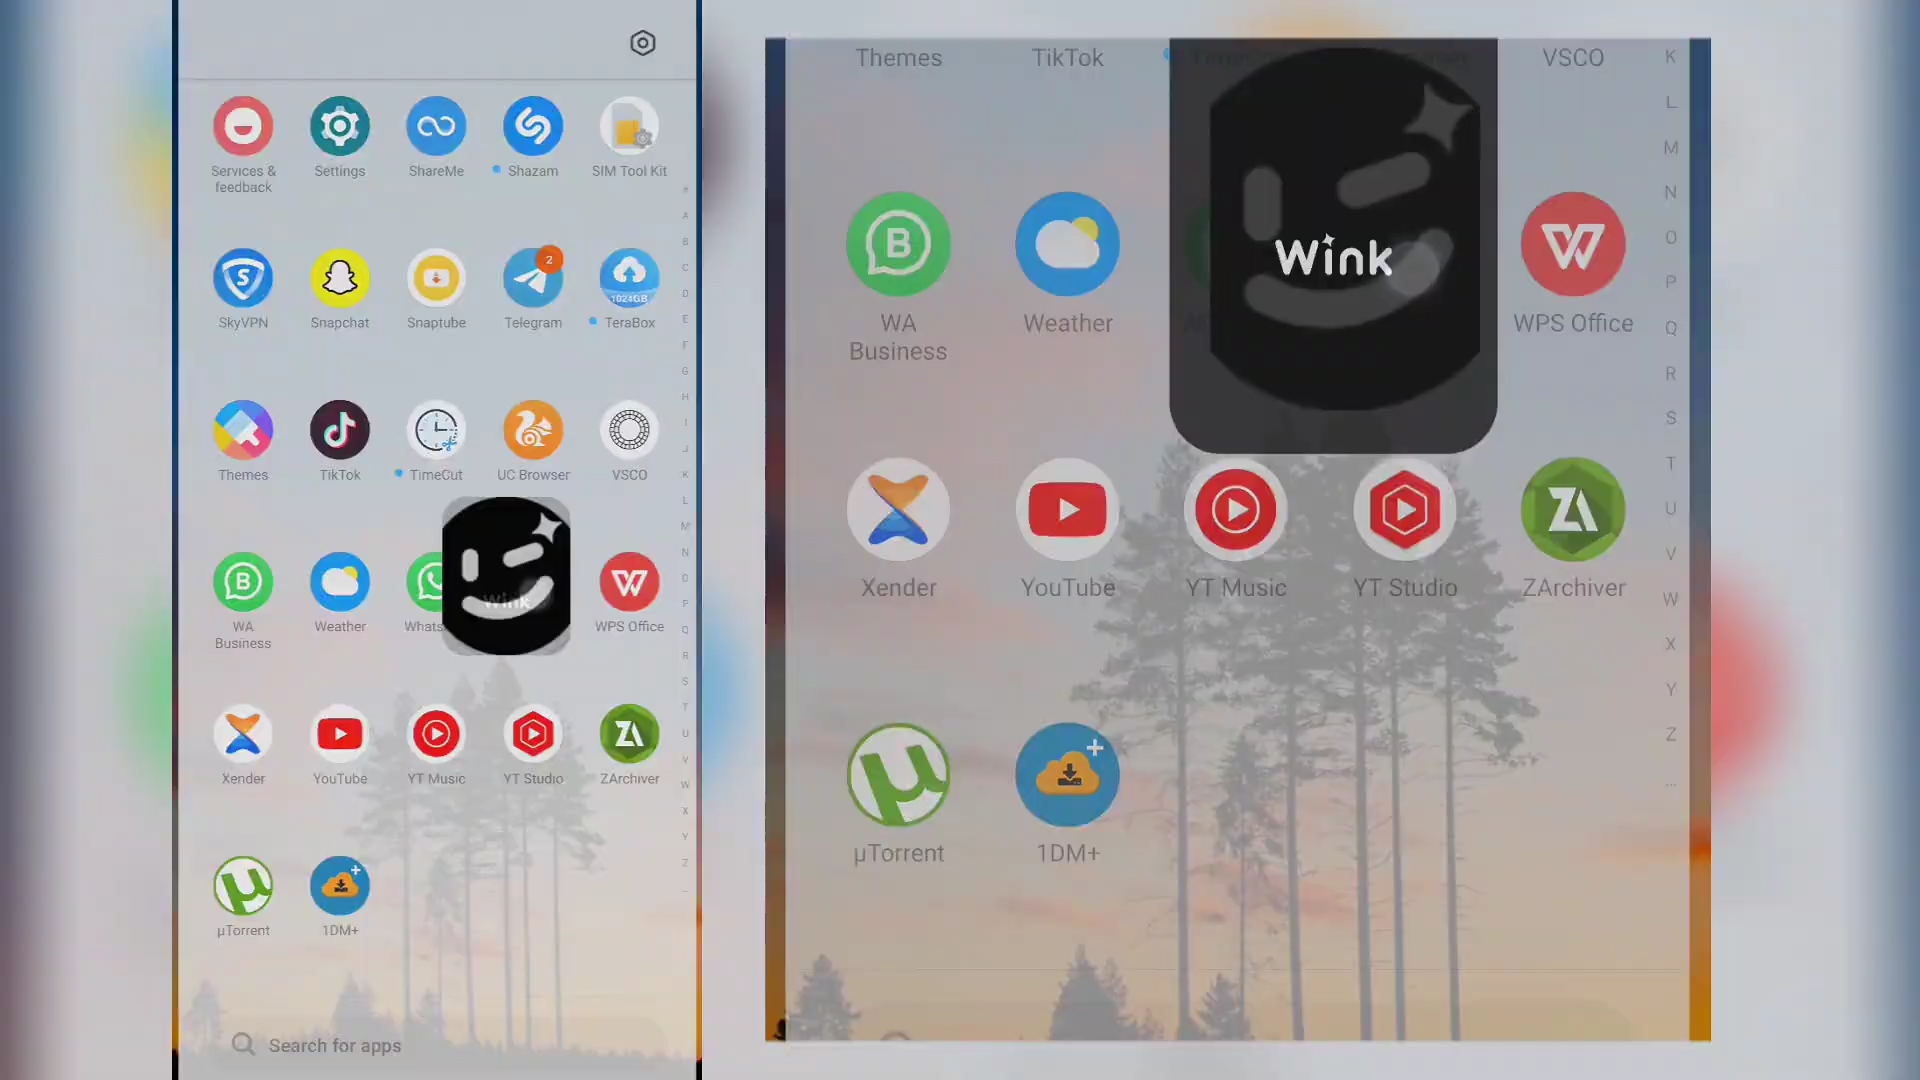 Services &
feedback
Settings
ShareMe
Shazam
SIM Tool Kit
SkyVPN
Snapchat
Snaptube
2
Telegram
1024GB
TeraBox
Themes
TikTok
TimeCut
UC Browser
VSCO
B
WA
Business
Weather
Whats
Wink
WPS Office
Xender
YouTube
YT Music
YT Studio
ZA
ZArchiver
µTorrent
1DM+
Search for apps
#
A
B
C
D
E
F
G
H
I
J
K
L
M
N
O
P
Q
R
S
T
U
V
W
X
Y
Z
Themes
TikTok
VSCO
B
WA
Business
Weather
Wink
W
WPS Office
Xender
YouTube
YT Music
YT Studio
ZA
ZArchiver
µ
µTorrent
1DM+
K
L
M
N
O
P
Q
R
S
T
U
V
W
X
Y
Z
...